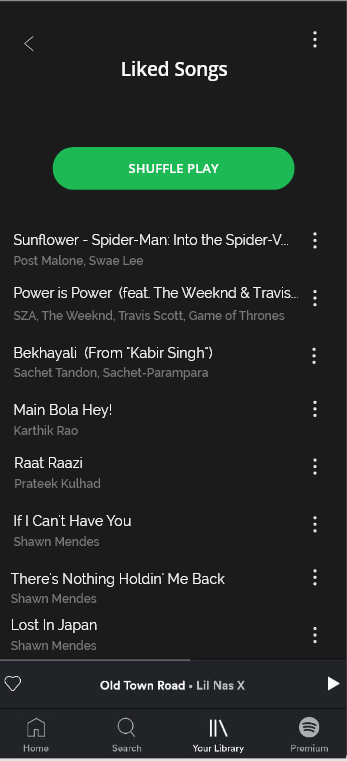 Liked Songs
SHUFFLE PLAY
Sunflower - Spider-Man: Into the Spider-V...
Post Malone, Swae Lee
Power is Power (feat. The Weeknd & Travis...
SZA, The Weeknd, Travis Scott, Game of Thrones
Bekhayali (From "Kabir Singh")
Sachet Tandon, Sachet-Parampara
Main Bola Hey!
Karthik Rao
Raat Raazi
Prateek Kulhad
If I Can't Have You
Shawn Mendes
There's Nothing Holdin' Me Back
Shawn Mendes
Lost In Japan
Shawn Mendes
Old Town Road • Lil Nas X
Home Search Your Library Premium